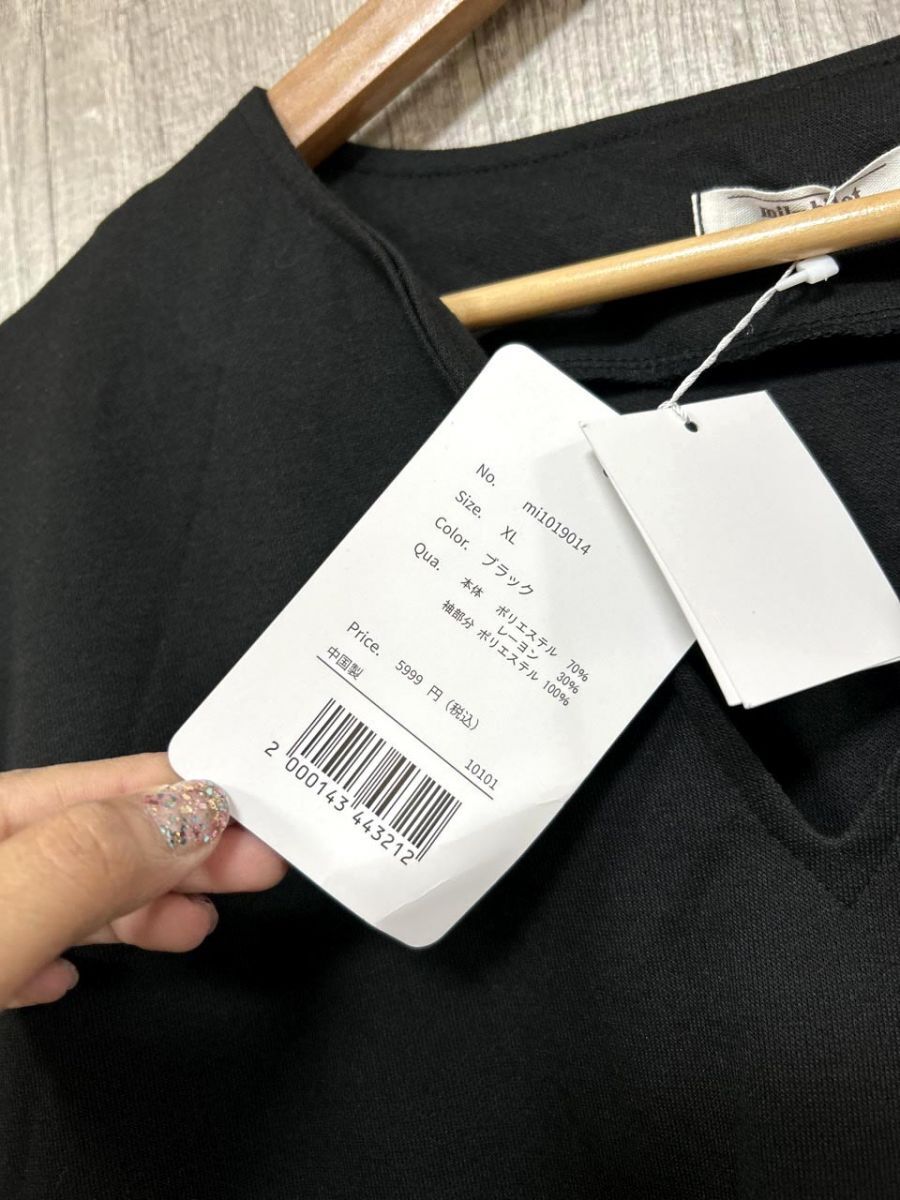 No. mi1019014
Size. XL
Color. ブラック
Qua. 本体 ポリエステル 70%
レーヨン 30%
袖部分 ポリエステル 100%
Price. 5999 円 (税込)
中国製 10101
2 000143 443212